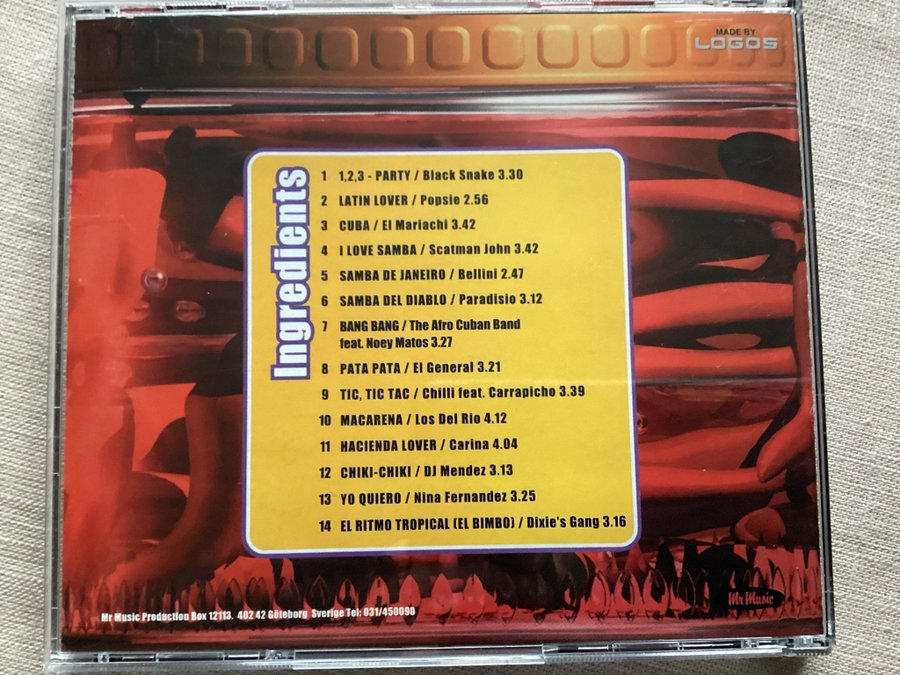 MADE BY
LOGOS
Ingredients
1 1,2,3 - PARTY / Black Snake 3.30
2 LATIN LOVER / Popsie 2.56
3 CUBA / El Mariachi 3.42
4 I LOVE SAMBA / Scatman John 3.42
5 SAMBA DE JANEIRO / Bellini 2.47
6 SAMBA DEL DIABLO / Paradisio 3.12
7 BANG BANG / The Afro Cuban Band
feat. Noey Matos 3.27
8 PATA PATA / El General 3.21
9 TIC, TIC TAC / Chilli feat. Carrapicho 3.39
10 MACARENA / Los Del Rio 4.12
11 HACIENDA LOVER / Carina 4.04
12 CHIKI-CHIKI / DJ Mendez 3.13
13 YO QUIERO / Nina Fernandez 3.25
14 EL RITMO TROPICAL (EL BIMBO) / Dixie's Gang 3.16
Mr Music
Mr Music Production Box 12113. 402 42 Göteborg Sverige Tel: 031/450090